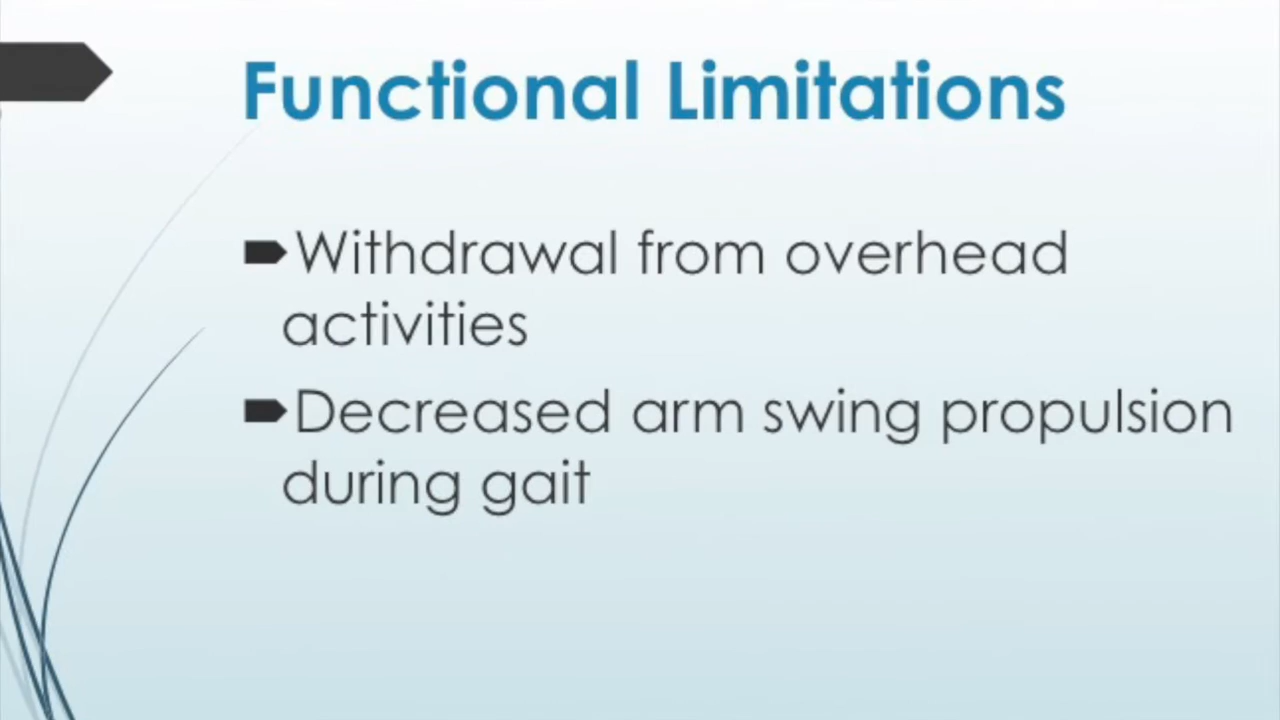 Functional Limitations
Withdrawal from overhead
activities
Decreased arm swing propulsion
during gait